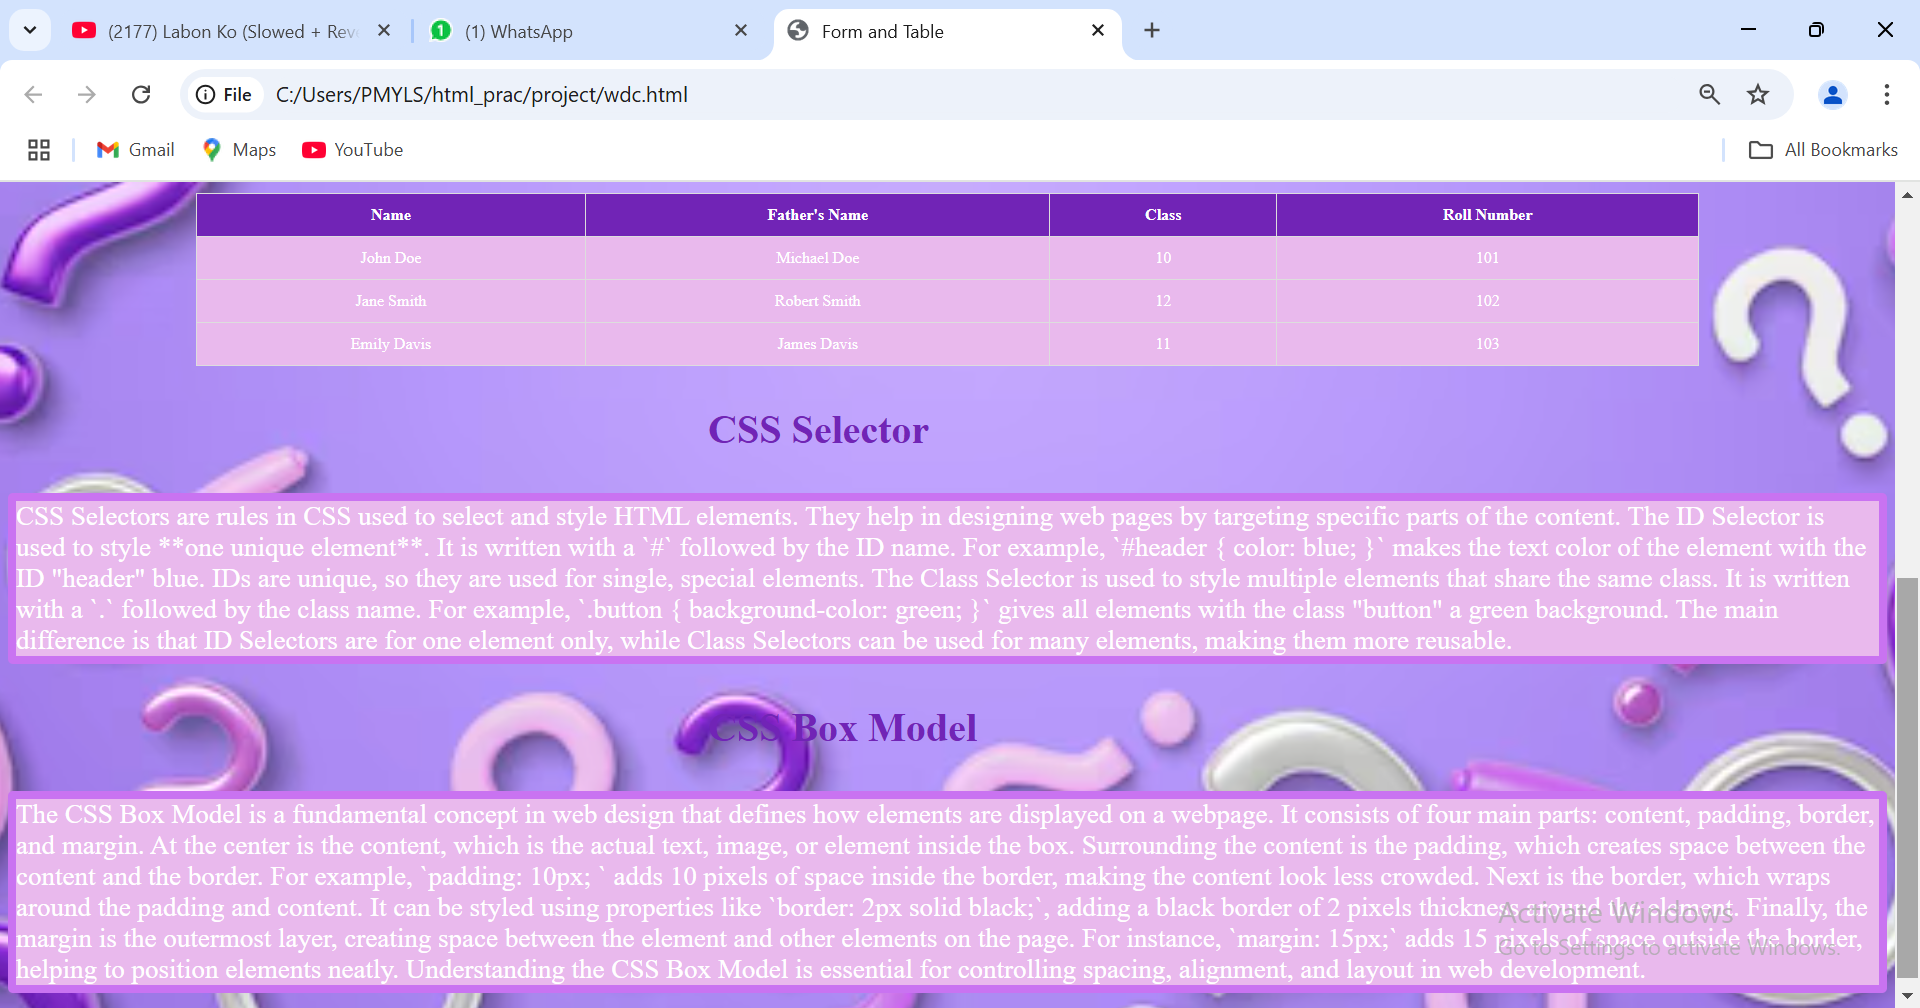 (2177) Labon Ko (Slowed + Reve
(1) WhatsApp
Form and Table
File
C:/Users/PMYLS/html_prac/project/wdc.html
Gmail
Maps
YouTube
All Bookmarks
Name Father's Name Class Roll Number
John Doe Michael Doe 10 101
Jane Smith Robert Smith 12 102
Emily Davis James Davis 11 103
CSS Selector
CSS Selectors are rules in CSS used to select and style HTML elements. They help in designing web pages by targeting specific parts of the content. The ID Selector is
used to style **one unique element**. It is written with a `#` followed by the ID name. For example, `#header { color: blue; }` makes the text color of the element with the
ID "header" blue. IDs are unique, so they are used for single, special elements. The Class Selector is used to style multiple elements that share the same class. It is written
with a `.` followed by the class name. For example, `.button { background-color: green; }` gives all elements with the class "button" a green background. The main
difference is that ID Selectors are for one element only, while Class Selectors can be used for many elements, making them more reusable.
CSS Box Model
The CSS Box Model is a fundamental concept in web design that defines how elements are displayed on a webpage. It consists of four main parts: content, padding, border,
and margin. At the center is the content, which is the actual text, image, or element inside the box. Surrounding the content is the padding, which creates space between the
content and the border. For example, `padding: 10px; ` adds 10 pixels of space inside the border, making the content look less crowded. Next is the border, which wraps
around the padding and content. It can be styled using properties like `border: 2px solid black;`, adding a black border of 2 pixels thickness around the element. Finally, the
margin is the outermost layer, creating space between the element and other elements on the page. For instance, `margin: 15px;` adds 15 pixels of space outside the border,
helping to position elements neatly. Understanding the CSS Box Model is essential for controlling spacing, alignment, and layout in web development.
Activate Windows
Go to Settings to activate Windows.